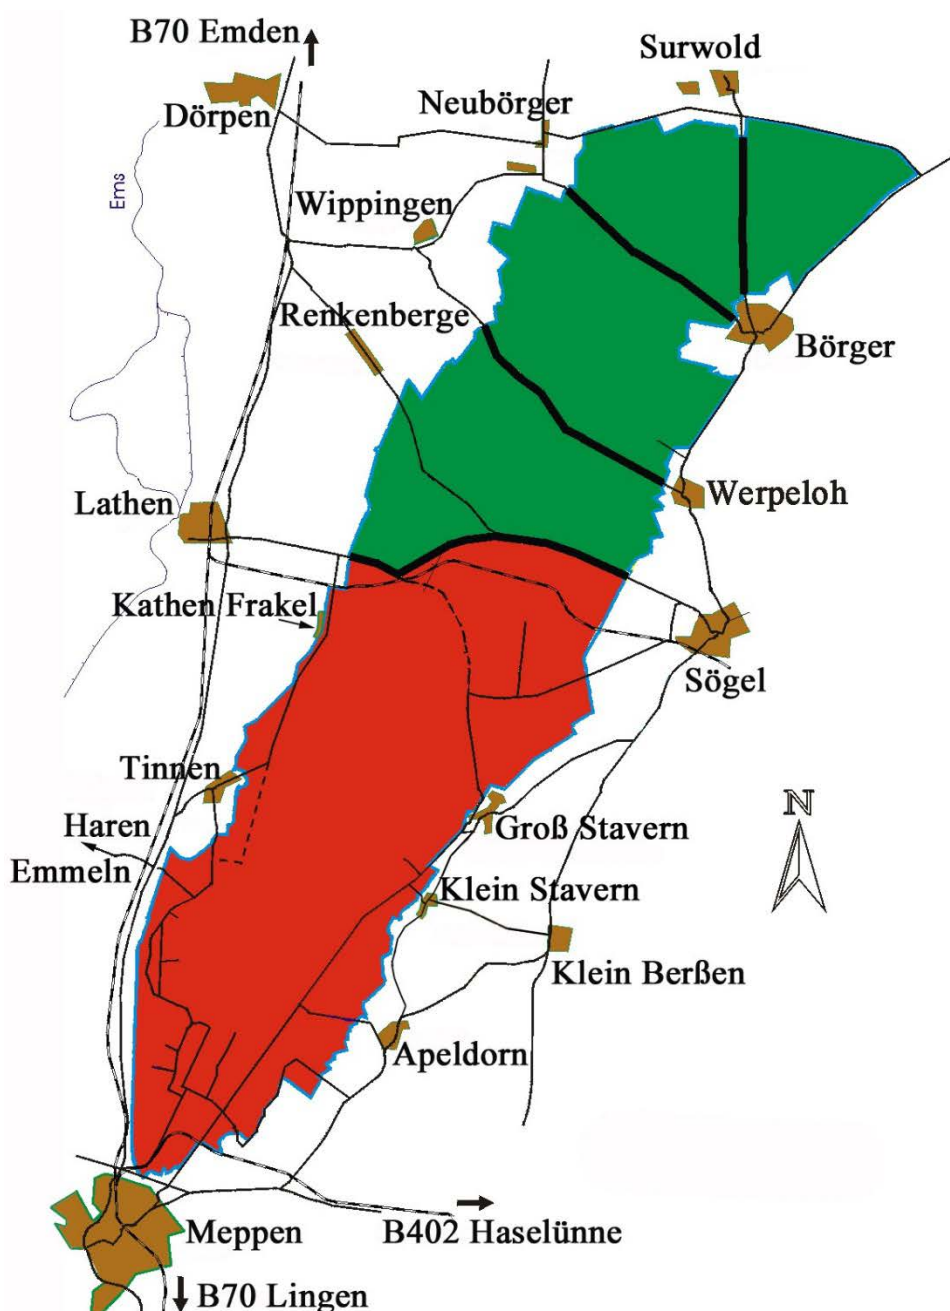 B70 Emden
Surwold
Neubörger
Dörpen
Ems
Wippingen
Renkenberge
Börger
Lathen
Werpeloh
Kathen Frakel
Sögel
Tinnen
N
Haren
Groß Stavern
Emmeln
Klein Stavern
Klein Berßen
Apeldorn
Meppen
B402 Haselünne
B70 Lingen